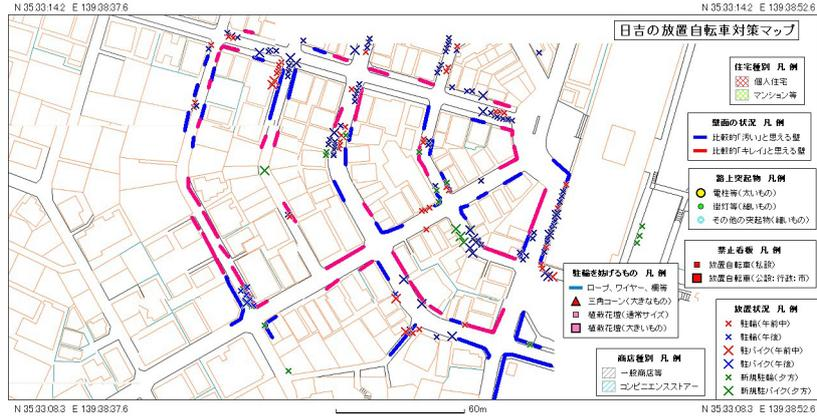 N 35:33:14.2 E 139:38:37.6
N 35:33:14.2 E 139:38:52.6
日吉の放置自転車対策マップ
住宅種別 凡 例
個人住宅
マンション等
壁面の状況 凡 例
比較的「汚い」と思える壁
比較的「キレイ」と思える壁
路上突起物 凡 例
電柱等(太いもの)
街灯等(細いもの)
その他の突起物(細いもの)
禁止看板 凡 例
放置自転車(私設)
放置自転車(公設:行政:市)
駐輪を妨げるもの 凡 例
ロープ、ワイヤー、柵等
三角コーン(大きなもの)
植栽花壇(通常サイズ)
植栽花壇(大きいもの)
放置状況 凡 例
駐輪(午前中)
駐輪(午後)
駐バイク(午前中)
駐バイク(午後)
新規駐輪(夕方)
新規駐バイク(夕方)
商店種別 凡 例
一般商店等
コンビニエンスストアー
N 35:33:08.3 E 139:38:37.6
60m
N 35:33:08.3 E 139:38:52.6